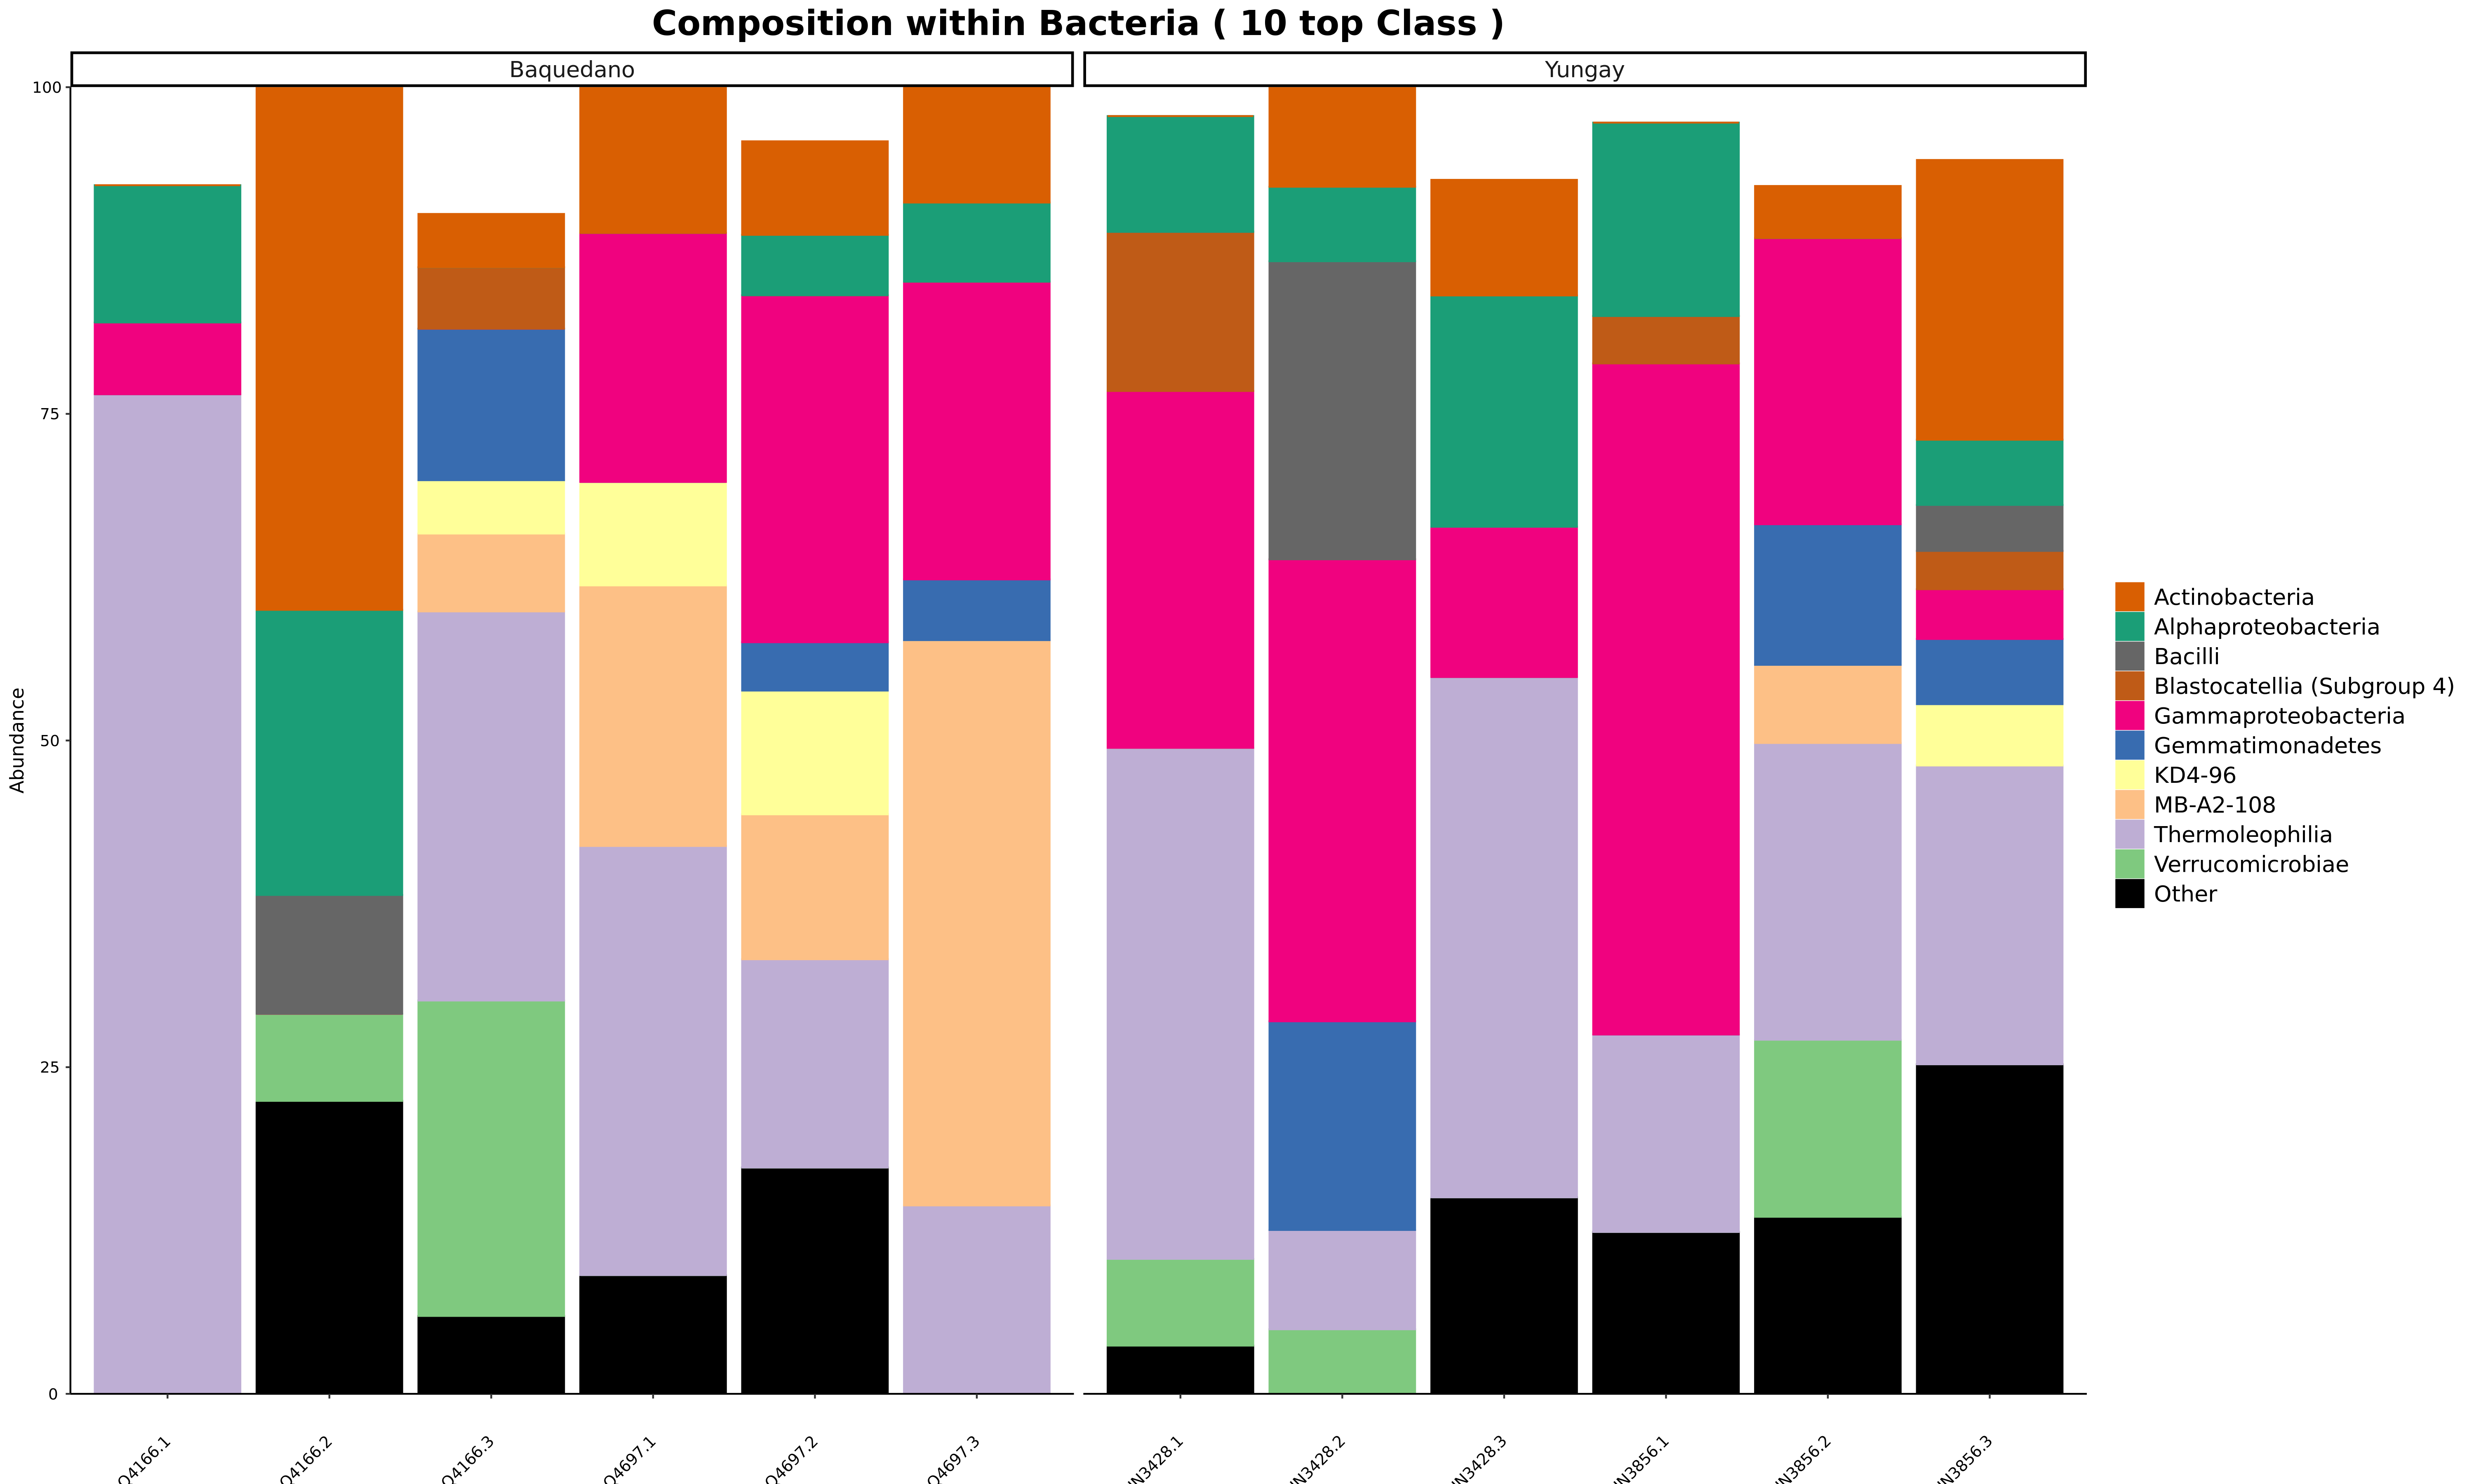 Composition within Bacteria ( 10 top Class )
Baquedano
Yungay
100
75
50
25
0
Abundance
Q4166.1
Q4166.2
Q4166.3
Q4697.1
Q4697.2
Q4697.3
N3428.1
N3428.2
N3428.3
N3856.1
N3856.2
N3856.3
Actinobacteria
Alphaproteobacteria
Bacilli
Blastocatellia (Subgroup 4)
Gammaproteobacteria
Gemmatimonadetes
KD4-96
MB-A2-108
Thermoleophilia
Verrucomicrobiae
Other